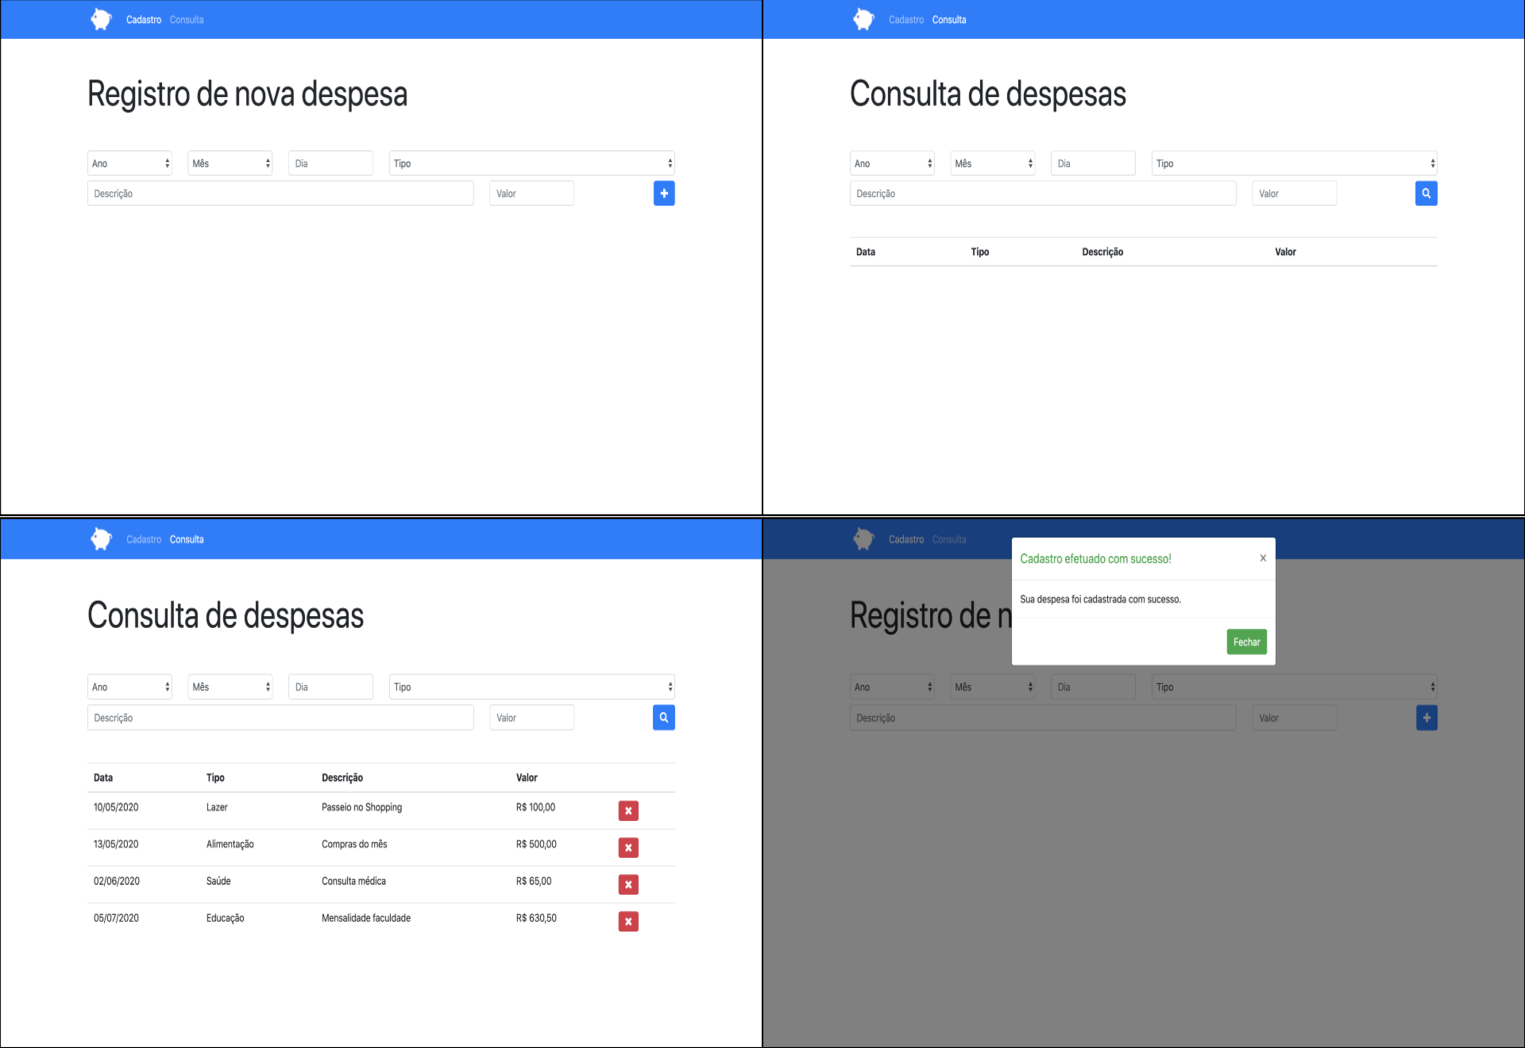 Cadastro Consulta
Registro de nova despesa
Ano Mês Dia Tipo
Descrição Valor
Cadastro Consulta
Consulta de despesas
Ano Mês Dia Tipo
Descrição Valor
Data Tipo Descrição Valor
Cadastro Consulta
Consulta de despesas
Ano Mês Dia Tipo
Descrição Valor
Data Tipo Descrição Valor
10/05/2020 Lazer Passeio no Shopping R$ 100,00
13/05/2020 Alimentação Compras do mês R$ 500,00
02/06/2020 Saúde Consulta médica R$ 65,00
05/07/2020 Educação Mensalidade faculdade R$ 630,50
Cadastro Consulta
Cadastro efetuado com sucesso! ×
Sua despesa foi cadastrada com sucesso.
Fechar
Registro de n
Ano Mês Dia Tipo
Descrição Valor